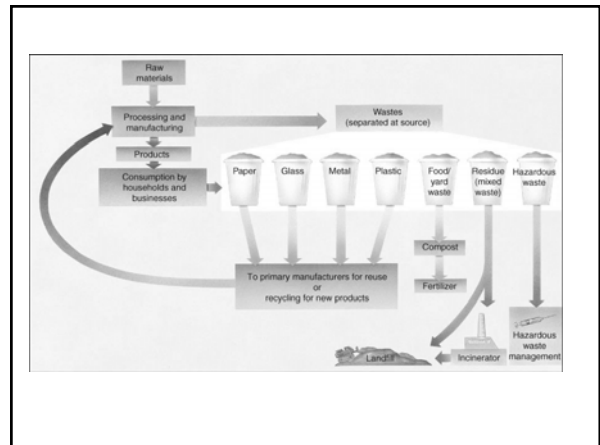 Raw
materials
Processing and
manufacturing
Products
Consumption by
households and
businesses
Wastes
(separated at source)
Paper
Glass
Metal
Plastic
Food/
yard
waste
Residue
(mixed
waste)
Hazardous
waste
To primary manufacturers for reuse
or
recycling for new products
Compost
Fertilizer
Landfill
Incinerator
Hazardous
waste
management